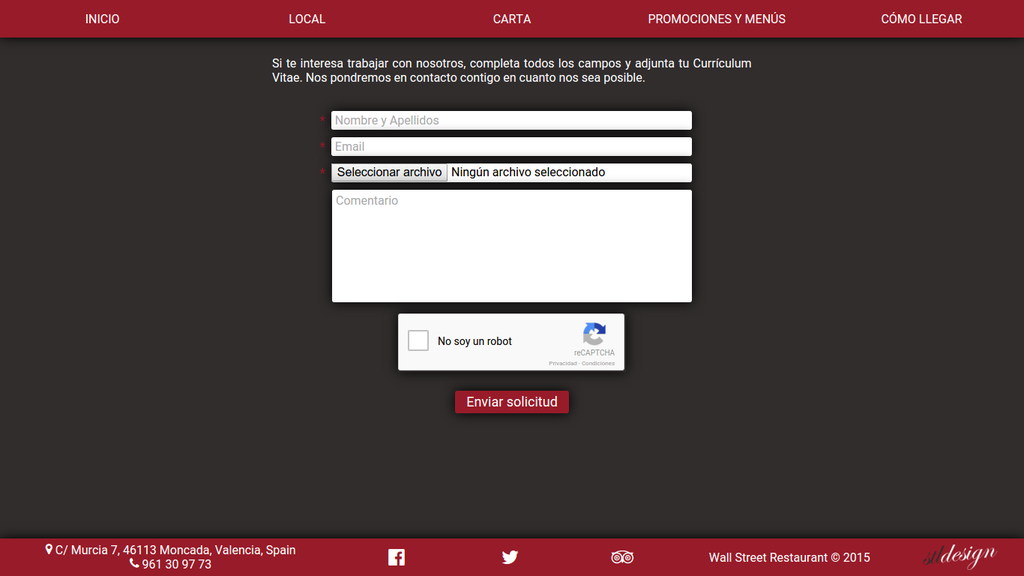 INICIO
LOCAL
CARTA
PROMOCIONES Y MENÚS
CÓMO LLEGAR
Si te interesa trabajar con nosotros, completa todos los campos y adjunta tu Currículum
Vitae. Nos pondremos en contacto contigo en cuanto nos sea posible.
* Nombre y Apellidos
* Email
* Seleccionar archivo Ningún archivo seleccionado
Comentario
No soy un robot
reCAPTCHA
Privacidad - Condiciones
Enviar solicitud
C/ Murcia 7, 46113 Moncada, Valencia, Spain
961 30 97 73
Wall Street Restaurant © 2015
design